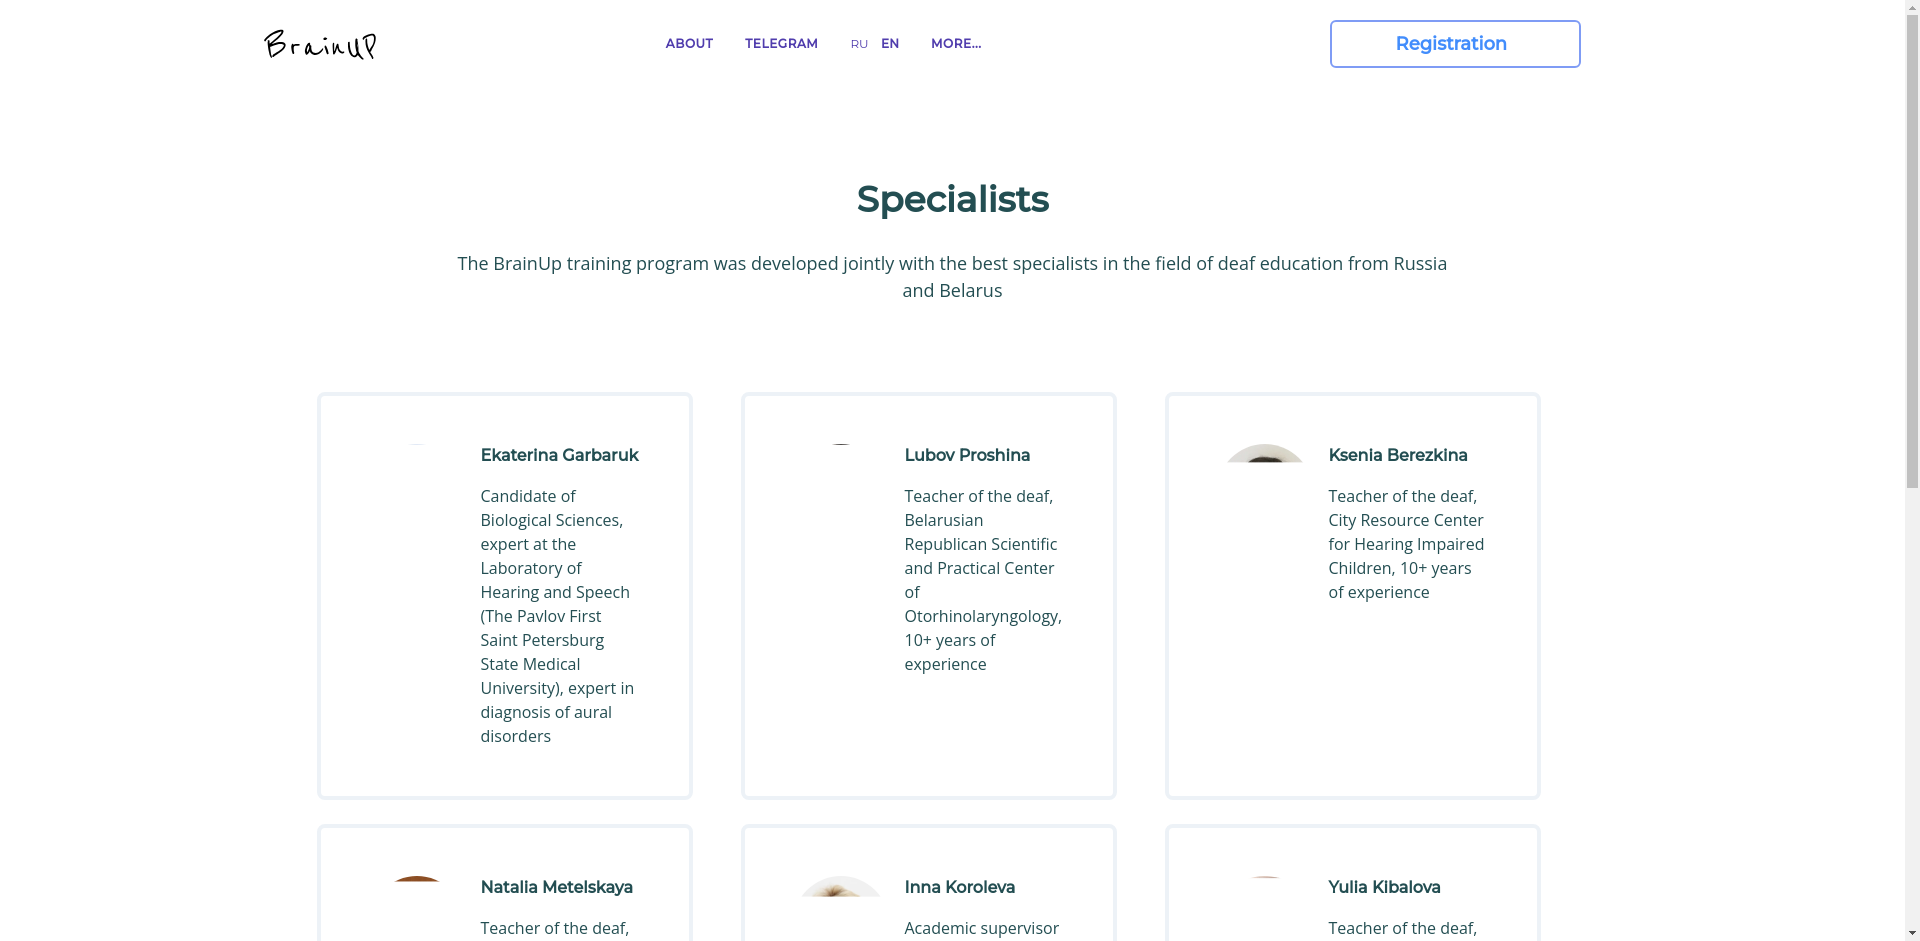 BrainUP
ABOUT
TELEGRAM
RU
EN
MORE...
Registration
Specialists
The BrainUp training program was developed jointly with the best specialists in the field of deaf education from Russia
and Belarus
Ekaterina Garbaruk
Candidate of
Biological Sciences,
expert at the
Laboratory of
Hearing and Speech
(The Pavlov First
Saint Petersburg
State Medical
University), expert in
diagnosis of aural
disorders
Lubov Proshina
Teacher of the deaf,
Belarusian
Republican Scientific
and Practical Center
of
Otorhinolaryngology,
10+ years of
experience
Ksenia Berezkina
Teacher of the deaf,
City Resource Center
for Hearing Impaired
Children, 10+ years
of experience
Natalia Metelskaya
Teacher of the deaf,
Inna Koroleva
Academic supervisor
Yulia Kibalova
Teacher of the deaf,